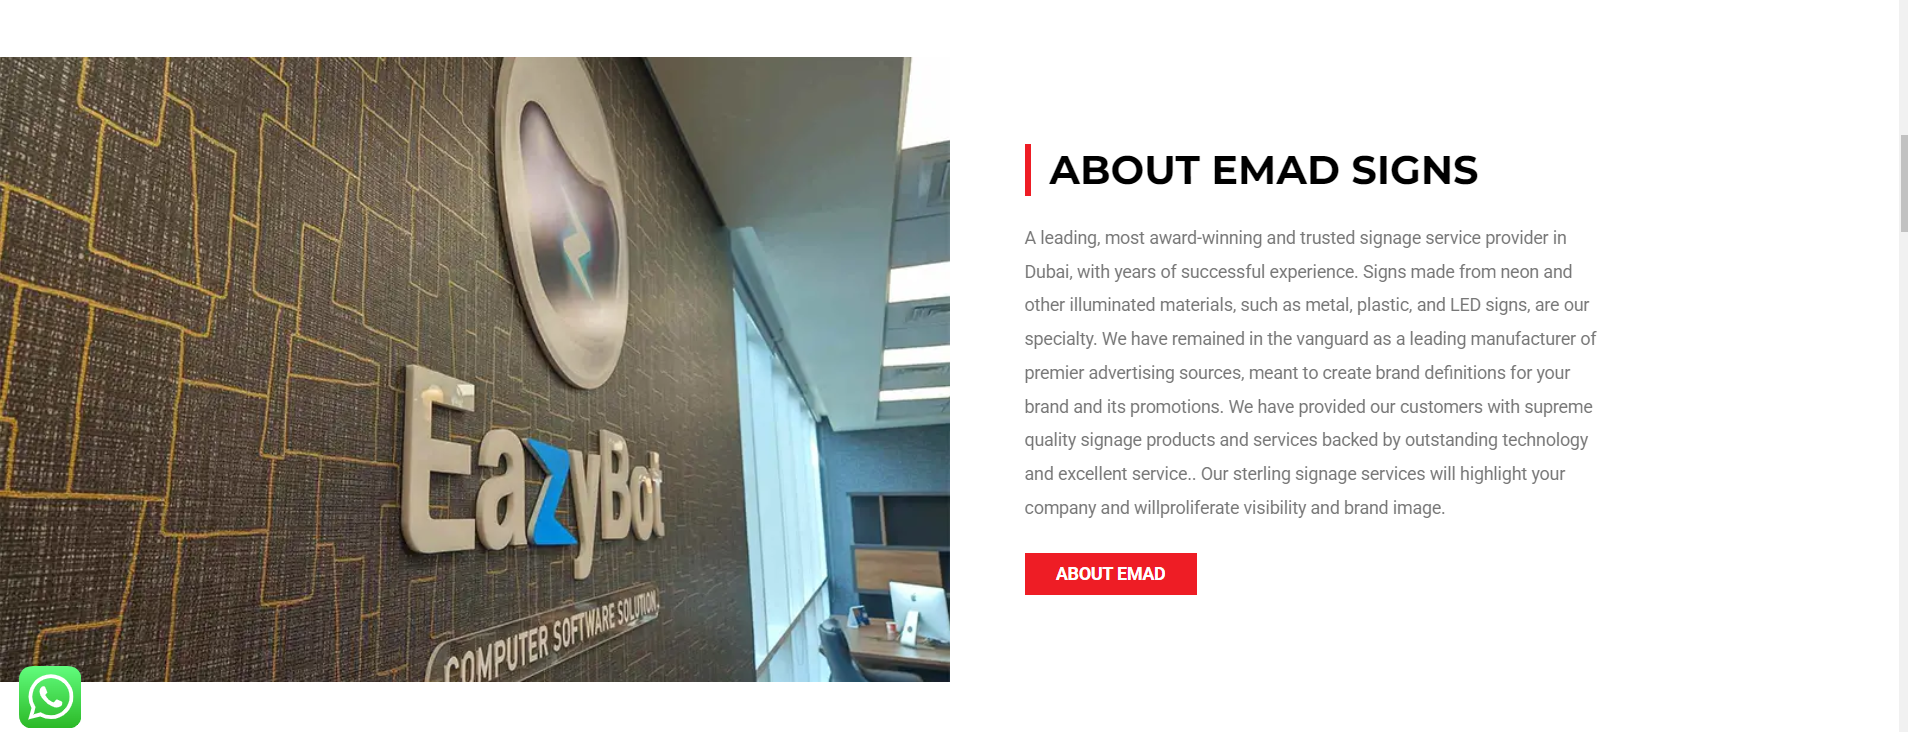 EazyBot
COMPUTER SOFTWARE SOLUTION
ABOUT EMAD SIGNS
A leading, most award-winning and trusted signage service provider in
Dubai, with years of successful experience. Signs made from neon and
other illuminated materials, such as metal, plastic, and LED signs, are our
specialty. We have remained in the vanguard as a leading manufacturer of
premier advertising sources, meant to create brand definitions for your
brand and its promotions. We have provided our customers with supreme
quality signage products and services backed by outstanding technology
and excellent service.. Our sterling signage services will highlight your
company and willproliferate visibility and brand image.
ABOUT EMAD